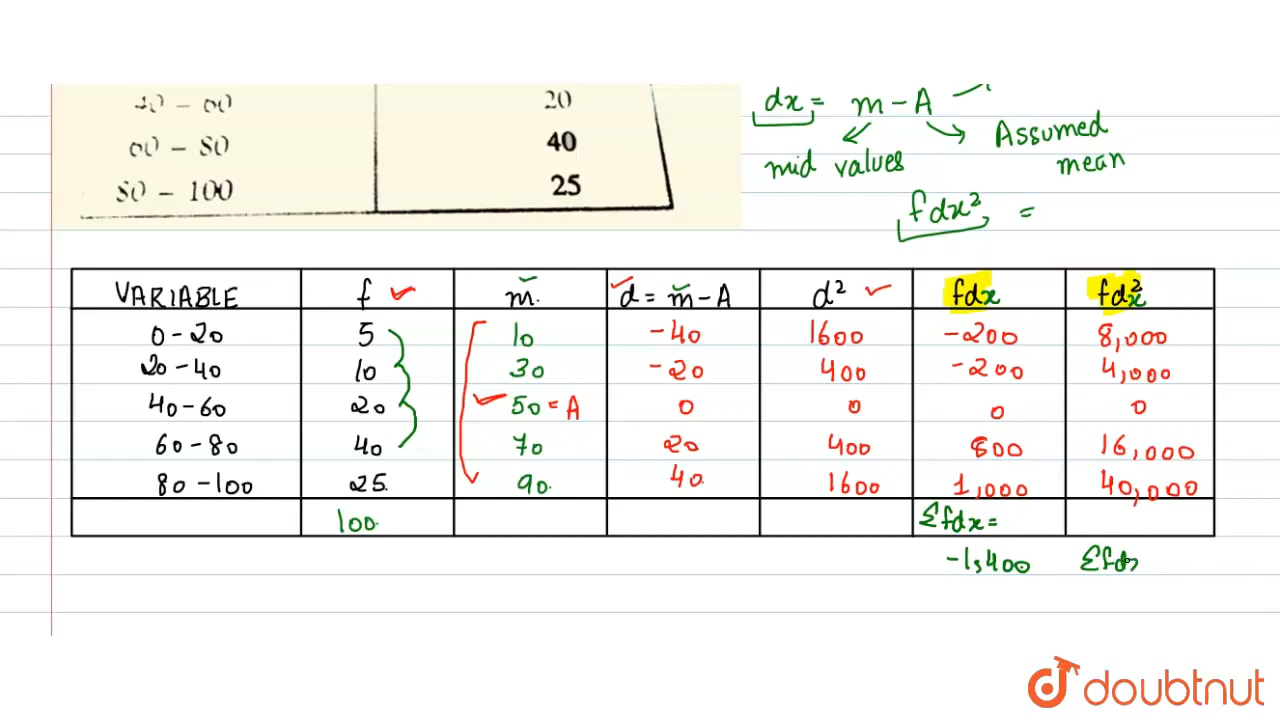 40 - 60 20
60 - 80 40
80 - 100 25
dx = m - A
mid values Assumed mean
fdx² =
VARIABLE f m. d = m - A d² fdx fdx²
0-20 5 10 -40 1600 -200 8,000
20-40 10 30 -20 400 -200 4,000
40-60 20 50 = A 0 0 0 0
60-80 40 70 20 400 800 16,000
80-100 25. 90. 40. 1600 1,000 40,000
100. Σfdx =
-1,400 Σfdx
doubtnut